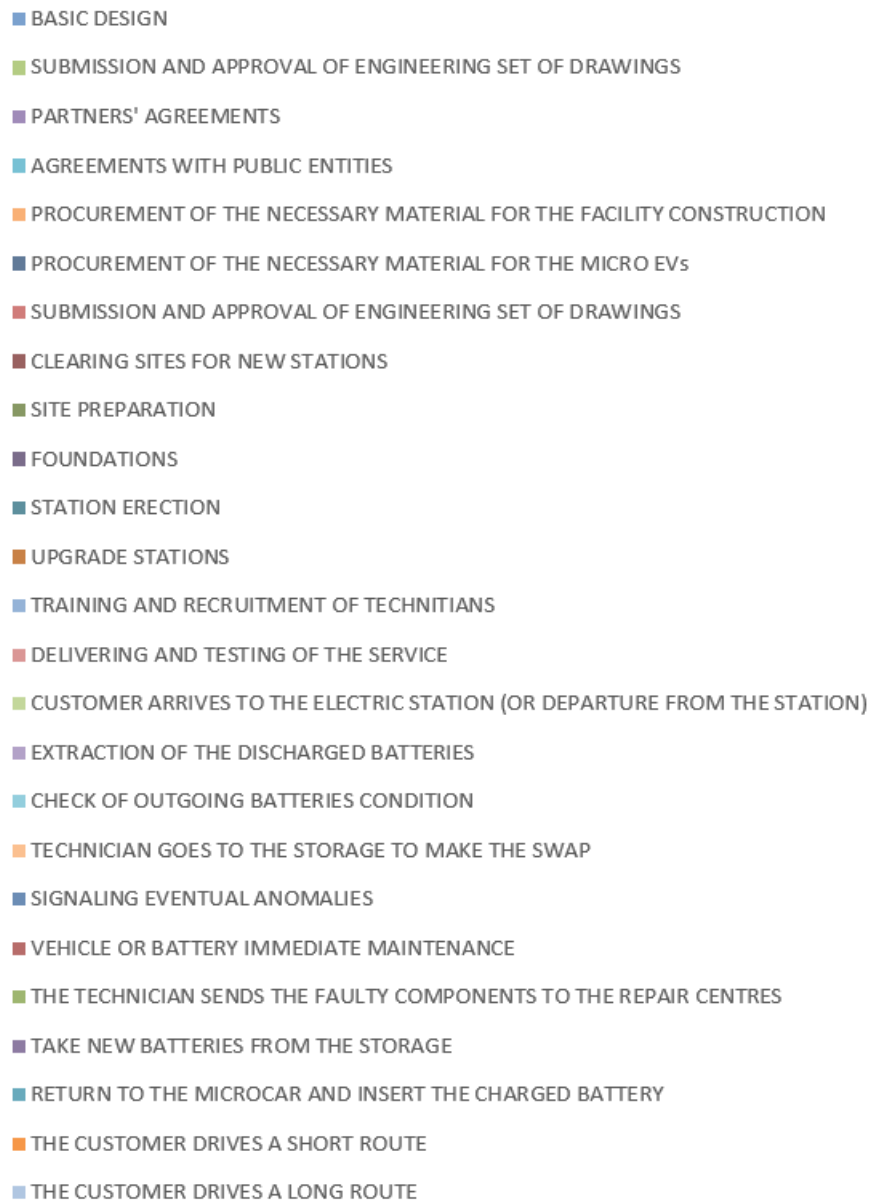 BASIC DESIGN
SUBMISSION AND APPROVAL OF ENGINEERING SET OF DRAWINGS
PARTNERS' AGREEMENTS
AGREEMENTS WITH PUBLIC ENTITIES
PROCUREMENT OF THE NECESSARY MATERIAL FOR THE FACILITY CONSTRUCTION
PROCUREMENT OF THE NECESSARY MATERIAL FOR THE MICRO EVs
SUBMISSION AND APPROVAL OF ENGINEERING SET OF DRAWINGS
CLEARING SITES FOR NEW STATIONS
SITE PREPARATION
FOUNDATIONS
STATION ERECTION
UPGRADE STATIONS
TRAINING AND RECRUITMENT OF TECHNITIANS
DELIVERING AND TESTING OF THE SERVICE
CUSTOMER ARRIVES TO THE ELECTRIC STATION (OR DEPARTURE FROM THE STATION)
EXTRACTION OF THE DISCHARGED BATTERIES
CHECK OF OUTGOING BATTERIES CONDITION
TECHNICIAN GOES TO THE STORAGE TO MAKE THE SWAP
SIGNALING EVENTUAL ANOMALIES
VEHICLE OR BATTERY IMMEDIATE MAINTENANCE
THE TECHNICIAN SENDS THE FAULTY COMPONENTS TO THE REPAIR CENTRES
TAKE NEW BATTERIES FROM THE STORAGE
RETURN TO THE MICROCAR AND INSERT THE CHARGED BATTERY
THE CUSTOMER DRIVES A SHORT ROUTE
THE CUSTOMER DRIVES A LONG ROUTE